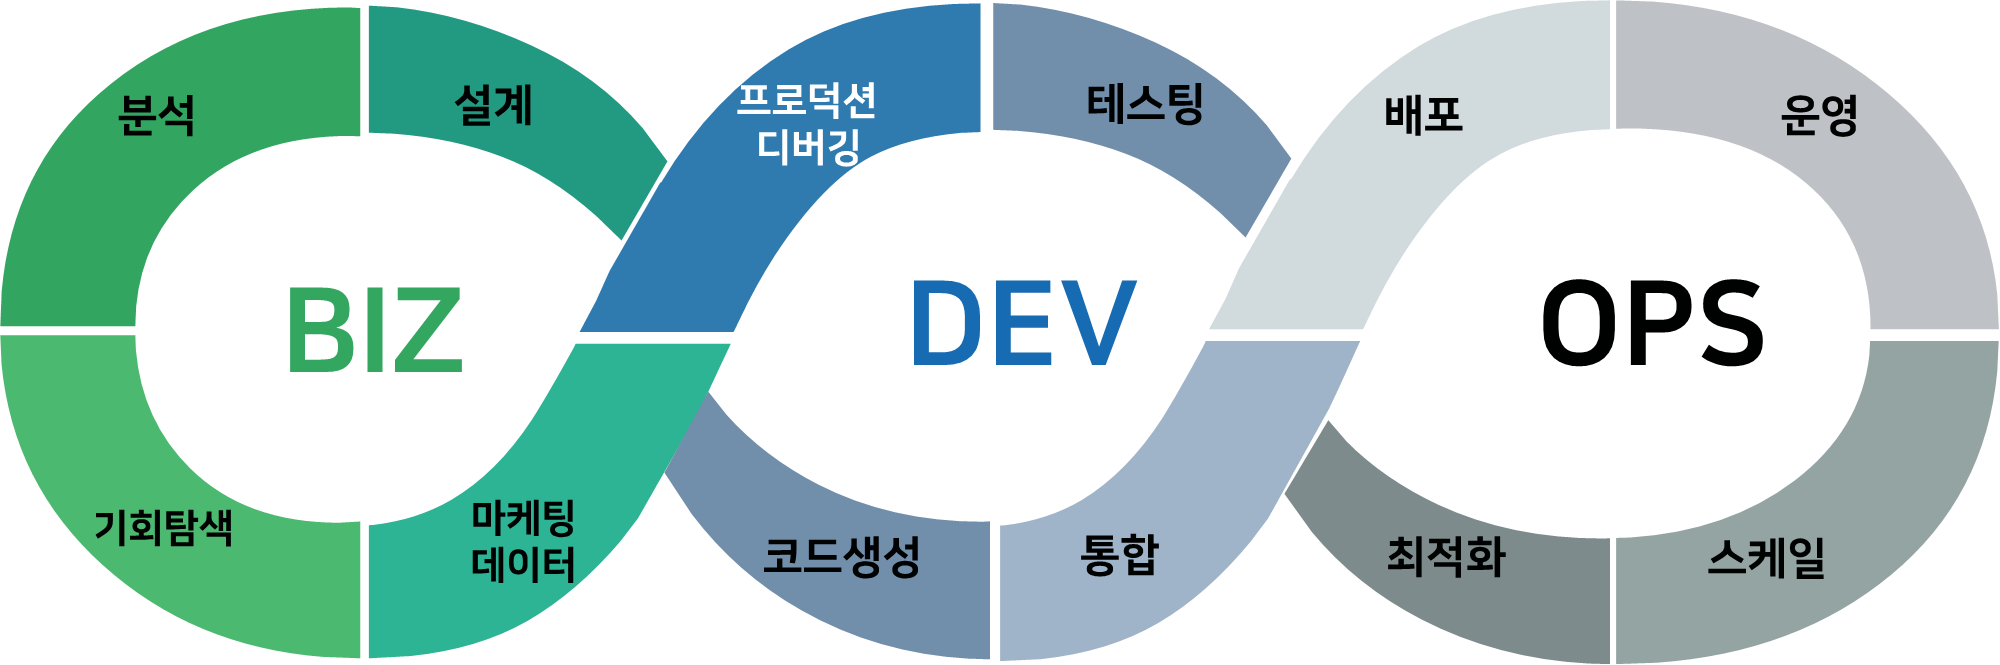 분석
설계
프로덕션
디버깅
테스팅
배포
운영
BIZ
DEV
OPS
기회탐색
마케팅
데이터
코드생성
통합
최적화
스케일